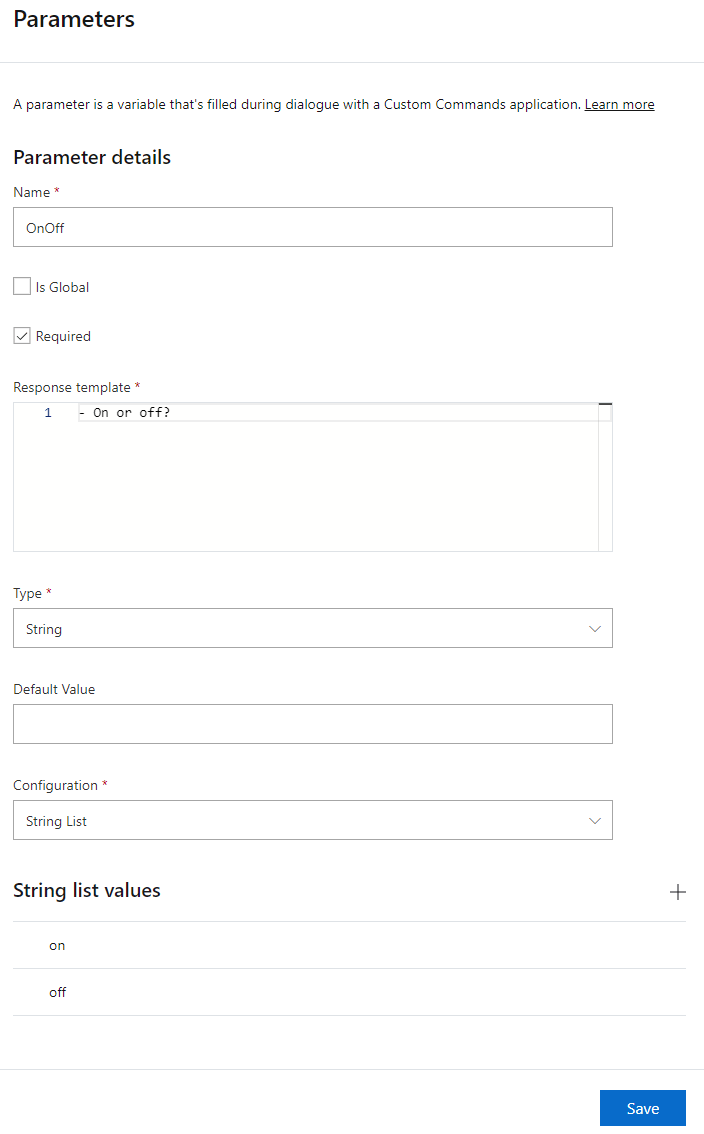 Parameters
A parameter is a variable that's filled during dialogue with a Custom Commands application. Learn more
Parameter details
Name *
OnOff
Is Global
Required
Response template *
1 - On or off?
Type *
String
Default Value
Configuration *
String List
String list values
on
off
Save